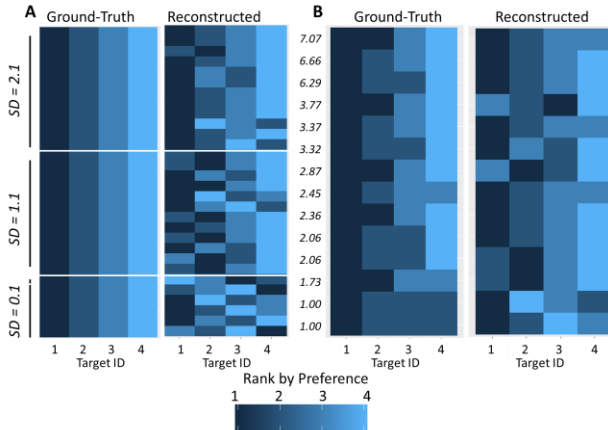 A
Ground-Truth
Reconstructed
SD = 2.1
SD = 1.1
SD = 0.1
1 2 3 4
Target ID
1 2 3 4
Target ID
B
Ground-Truth
Reconstructed
7.07
6.66
6.29
3.77
3.37
3.32
2.87
2.45
2.36
2.06
2.06
1.73
1.00
1.00
1 2 3 4
Target ID
1 2 3 4
Target ID
Rank by Preference
1 2 3 4